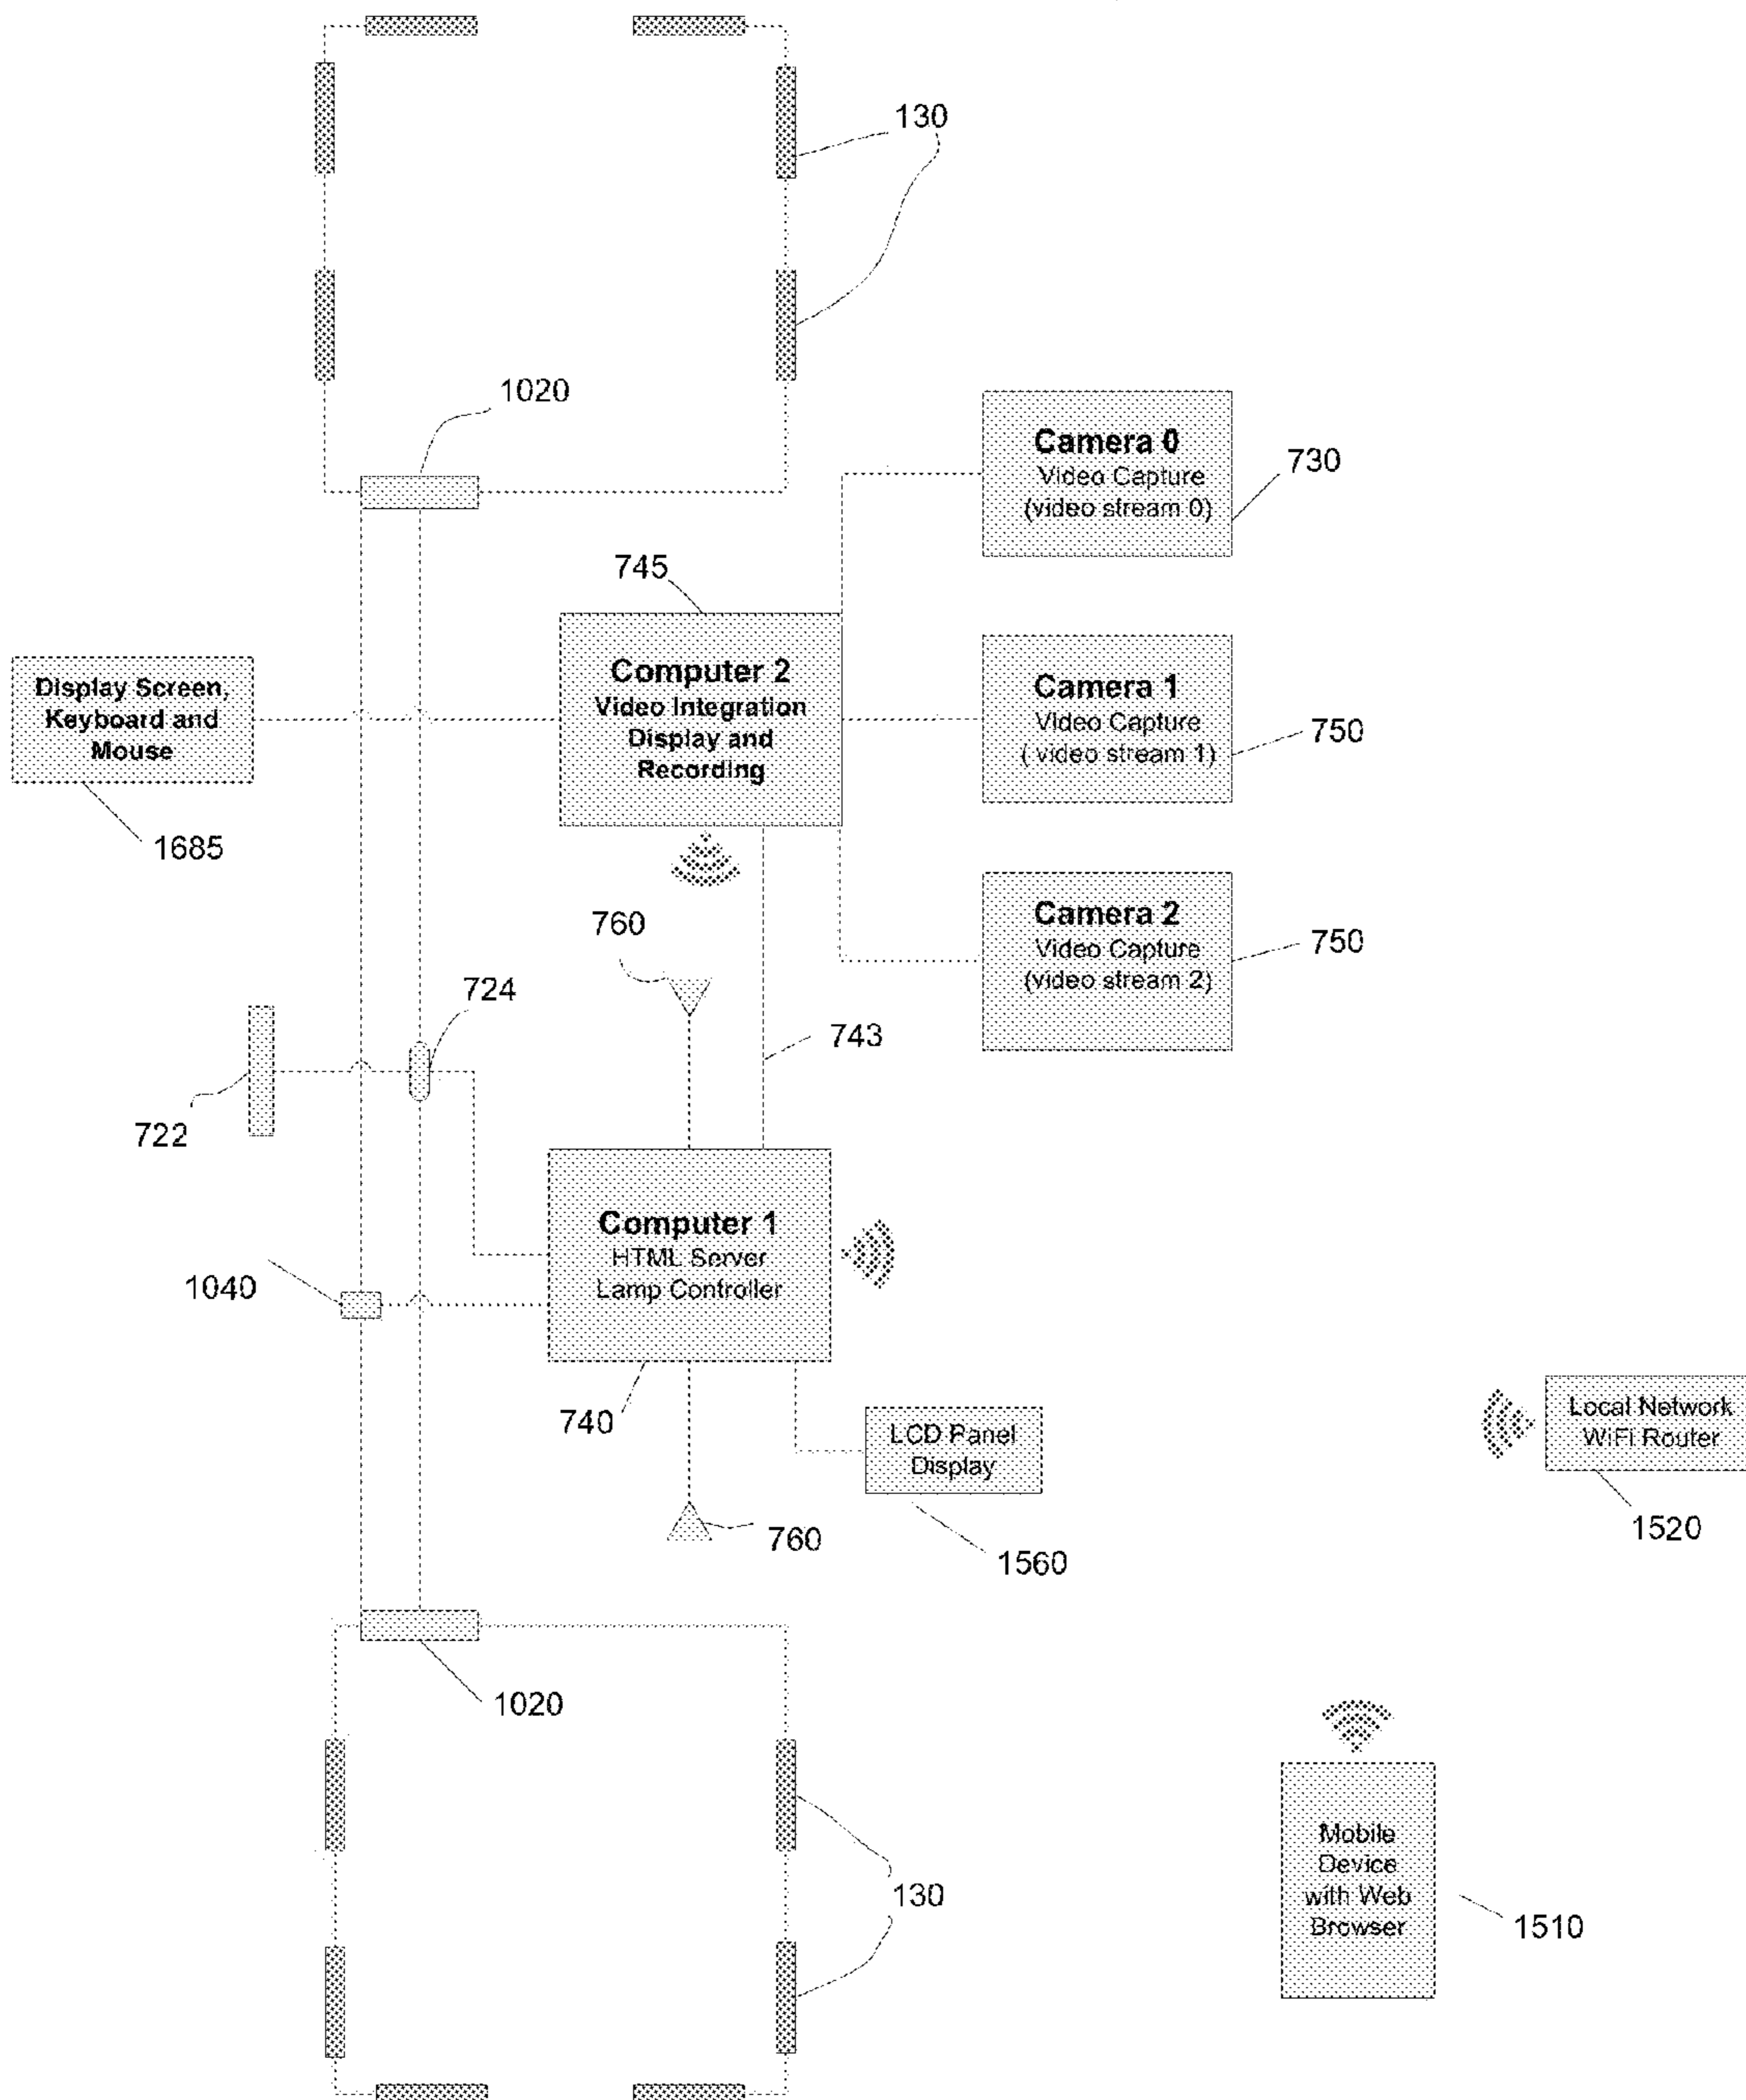 130
1020
Camera 0
Video Capture
(video stream 0)
730
745
Computer 2
Video Integration
Display and
Recording
Display Screen,
Keyboard and
Mouse
1685
Camera 1
Video Capture
( video stream 1)
750
Camera 2
Video Capture
(video stream 2)
750
760
724
743
722
Computer 1
HTML Server
Lamp Controller
1040
740
LCD Panel
Display
760
1560
Local Network
WiFi Router
1520
1020
Mobile
Device
with Web
Browser
130
1510